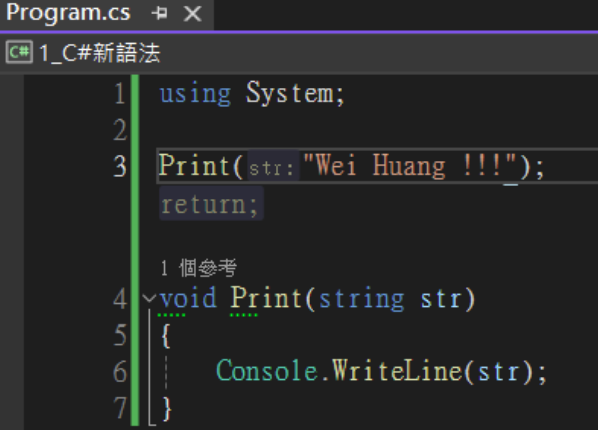 Program.cs
C# 1_C#新語法
1 using System;
2
3 Print(str: "Wei Huang !!!");
return;
1 個參考
4 void Print(string str)
5 {
6 Console.WriteLine(str);
7 }